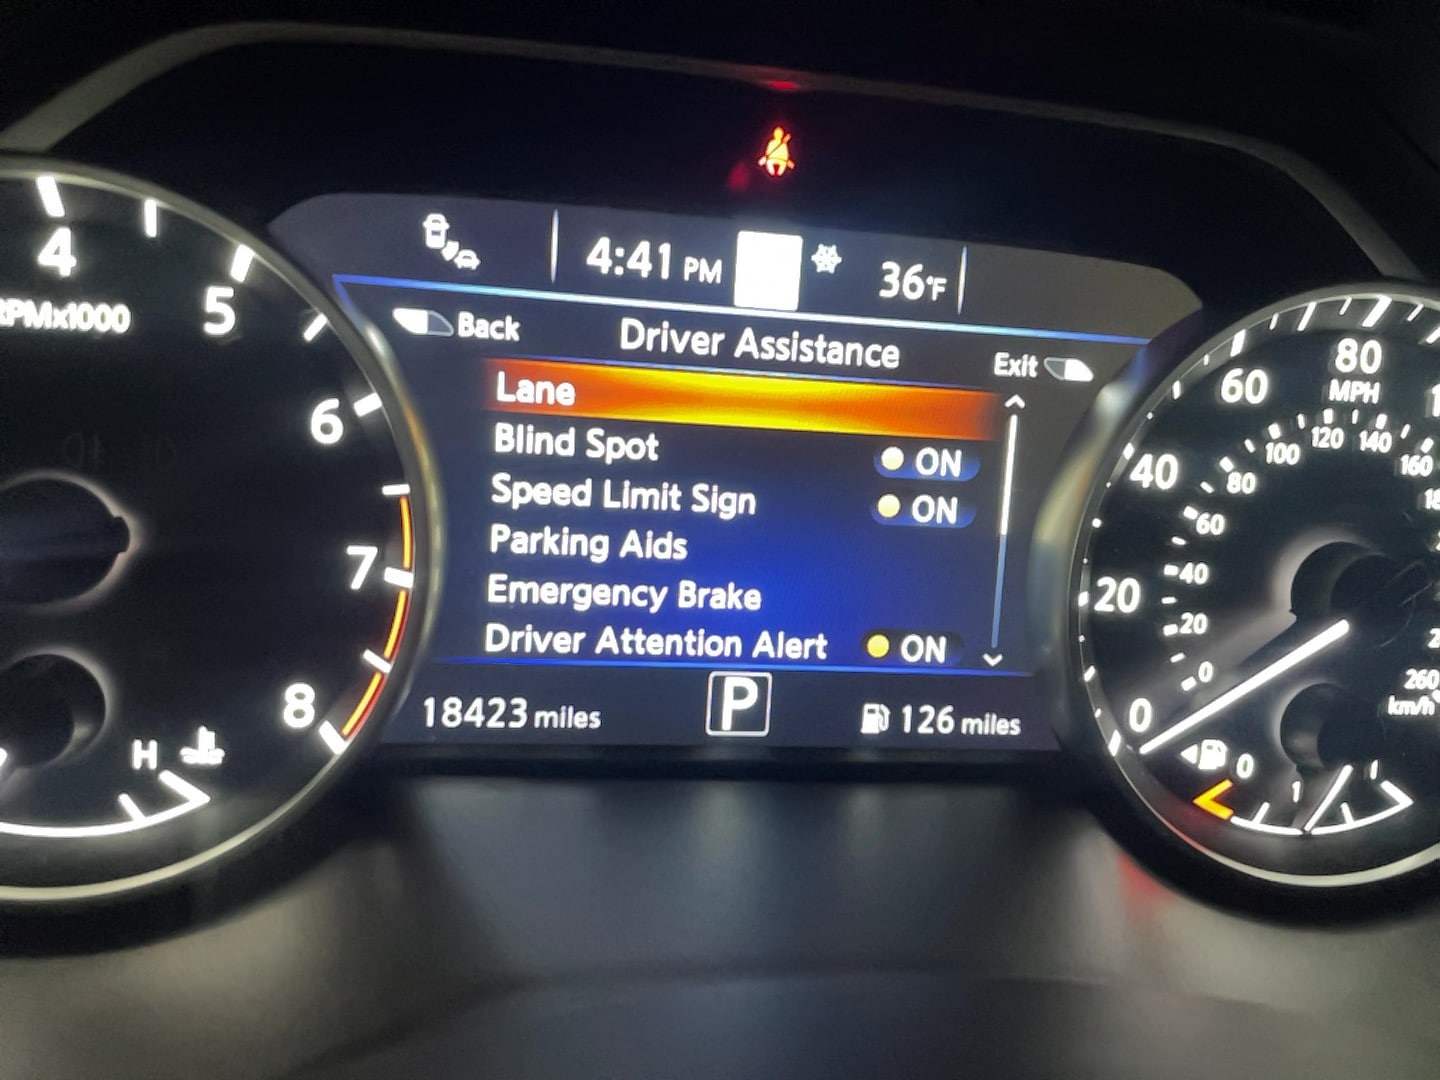 4
5
6
7
8
RPMx1000
H
4:41 PM
36°F
Back
Driver Assistance
Exit
Lane
Blind Spot ON
Speed Limit Sign ON
Parking Aids
Emergency Brake
Driver Attention Alert ON
18423 miles
P
126 miles
0
20
40
60
80
MPH
0
20
40
60
80
100
120
140
160
260
km/h
0